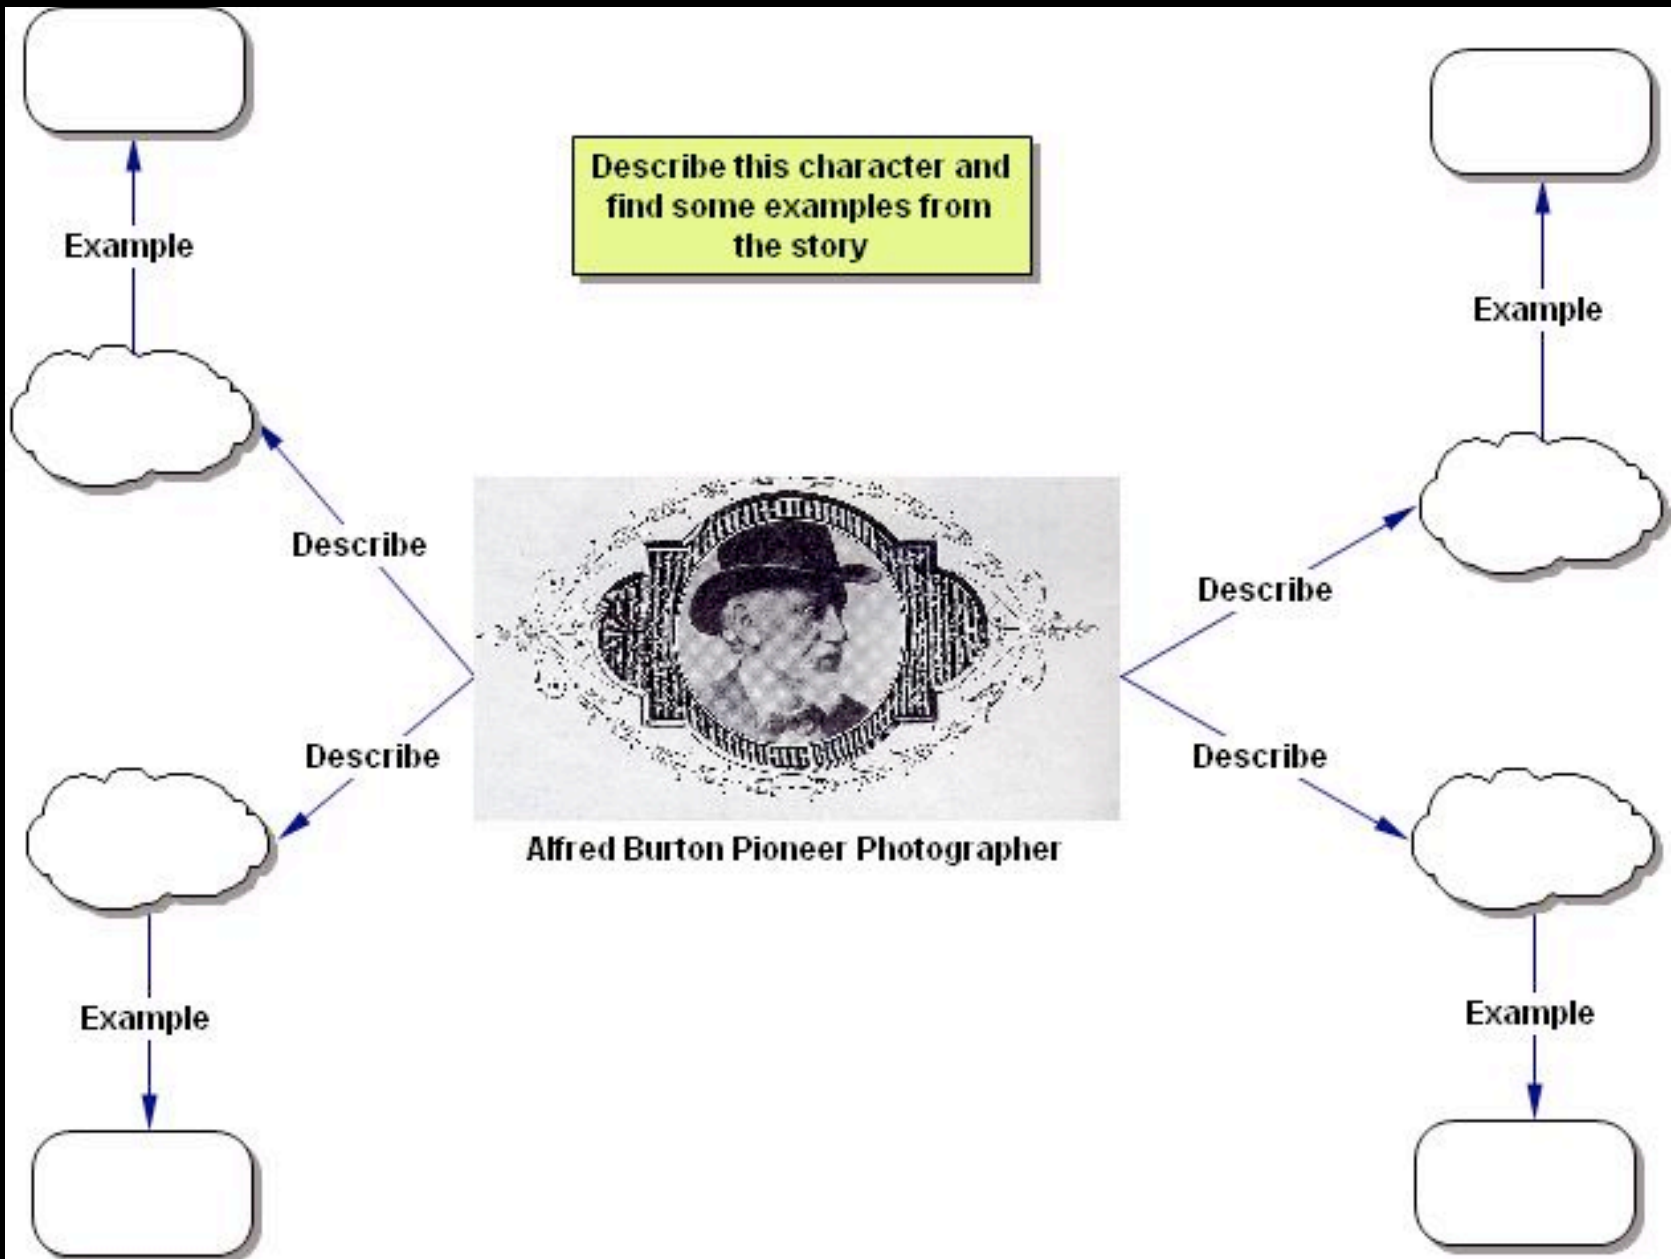 Describe this character and
find some examples from
the story
Example
Example
Describe
Describe
Describe
Describe
Alfred Burton Pioneer Photographer
Example
Example